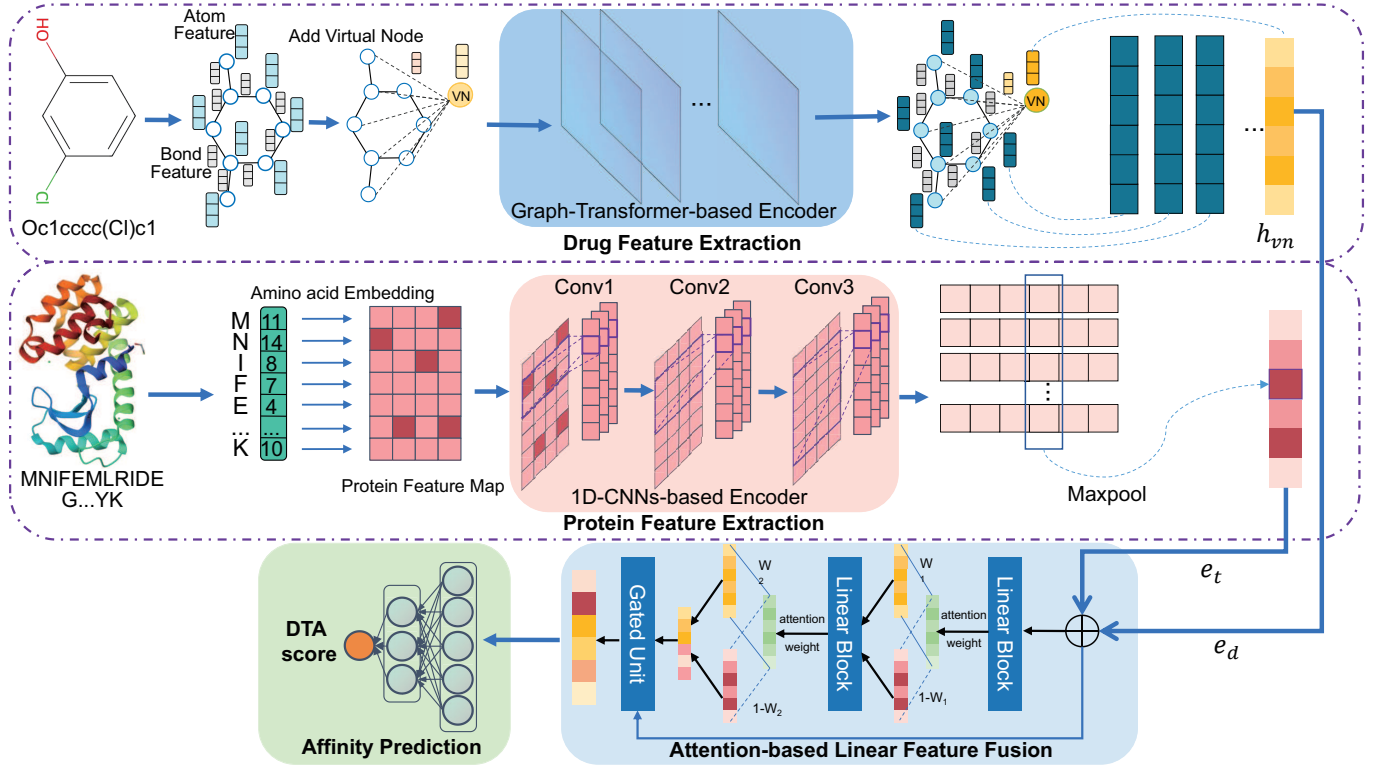 HO
Cl
Oc1cccc(Cl)c1
Atom
Feature
Bond
Feature
Add Virtual Node
VN
...
Graph-Transformer-based Encoder
Drug Feature Extraction
VN
...
h_vn
MNIFEMLRIDE
G...YK
Amino acid Embedding
M 11
N 14
I 8
F 7
E 4
... ...
K 10
Protein Feature Map
Conv1
Conv2
Conv3
1D-CNNs-based Encoder
Protein Feature Extraction
...
Maxpool
e_t
e_d
DTA
score
Affinity Prediction
Gated Unit
W
2
1-W₂
attention
weight
Linear Block
W
1
1-W₁
attention
weight
Linear Block
Attention-based Linear Feature Fusion